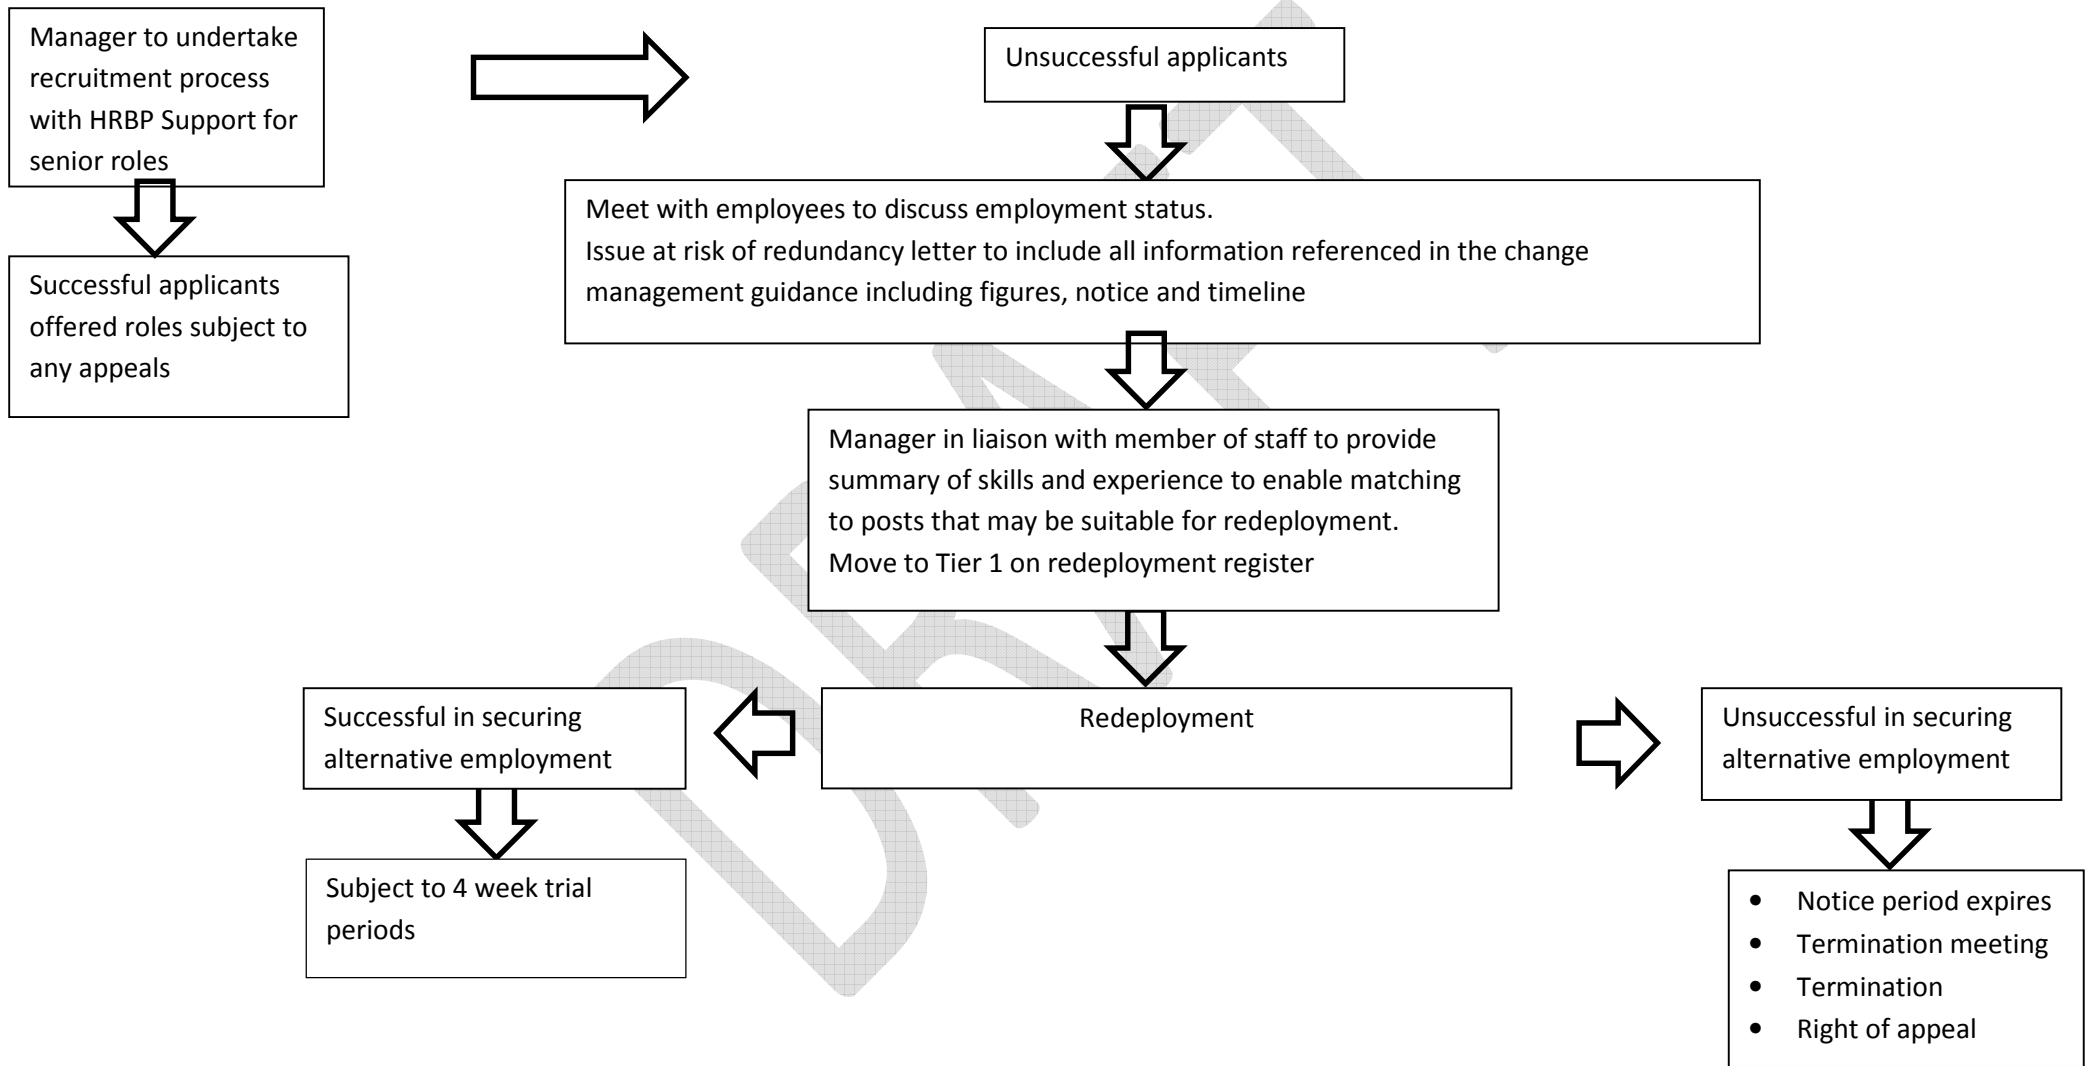 Manager to undertake
recruitment process
with HRBP Support for
senior roles
Successful applicants
offered roles subject to
any appeals
Unsuccessful applicants
Meet with employees to discuss employment status.
Issue at risk of redundancy letter to include all information referenced in the change
management guidance including figures, notice and timeline
Manager in liaison with member of staff to provide
summary of skills and experience to enable matching
to posts that may be suitable for redeployment.
Move to Tier 1 on redeployment register
Redeployment
Successful in securing
alternative employment
Subject to 4 week trial
periods
Unsuccessful in securing
alternative employment
• Notice period expires
• Termination meeting
• Termination
• Right of appeal
DRAFT